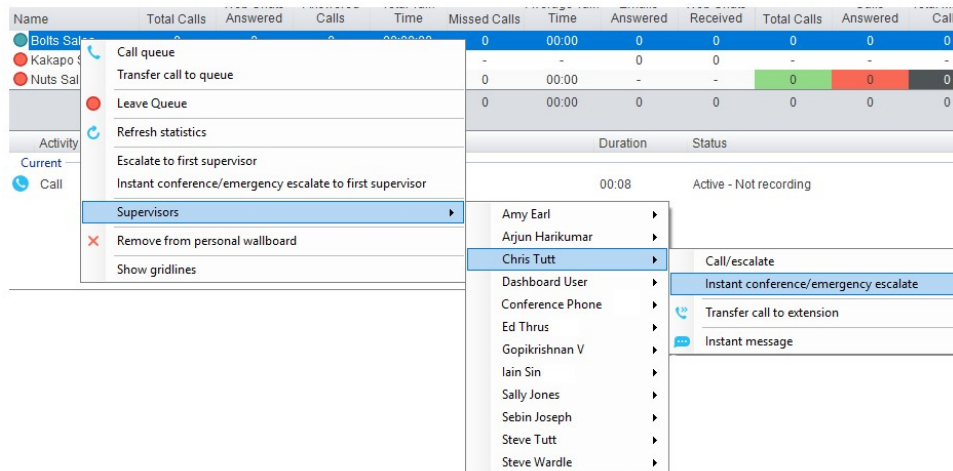 Name Total Calls Answered Calls Time Missed Calls Time Answered Received Total Calls Answered
Bolts Sales 0 0 00:00:00 0 00:00 0 0 0 0 0
Kakapo - - 0 0 - - -
Nuts Sal 0 00:00 - - 0 0 0
0 00:00 0 0 0 0 0
Call queue
Transfer call to queue
Leave Queue
Refresh statistics
Escalate to first supervisor
Instant conference/emergency escalate to first supervisor
Supervisors
Remove from personal wallboard
Show gridlines
Activity Duration Status
Current
Call 00:08 Active - Not recording
Amy Earl
Arjun Harikumar
Chris Tutt
Dashboard User
Conference Phone
Ed Thrus
Gopikrishnan V
Iain Sin
Sally Jones
Sebin Joseph
Steve Tutt
Steve Wardle
Call/escalate
Instant conference/emergency escalate
Transfer call to extension
Instant message